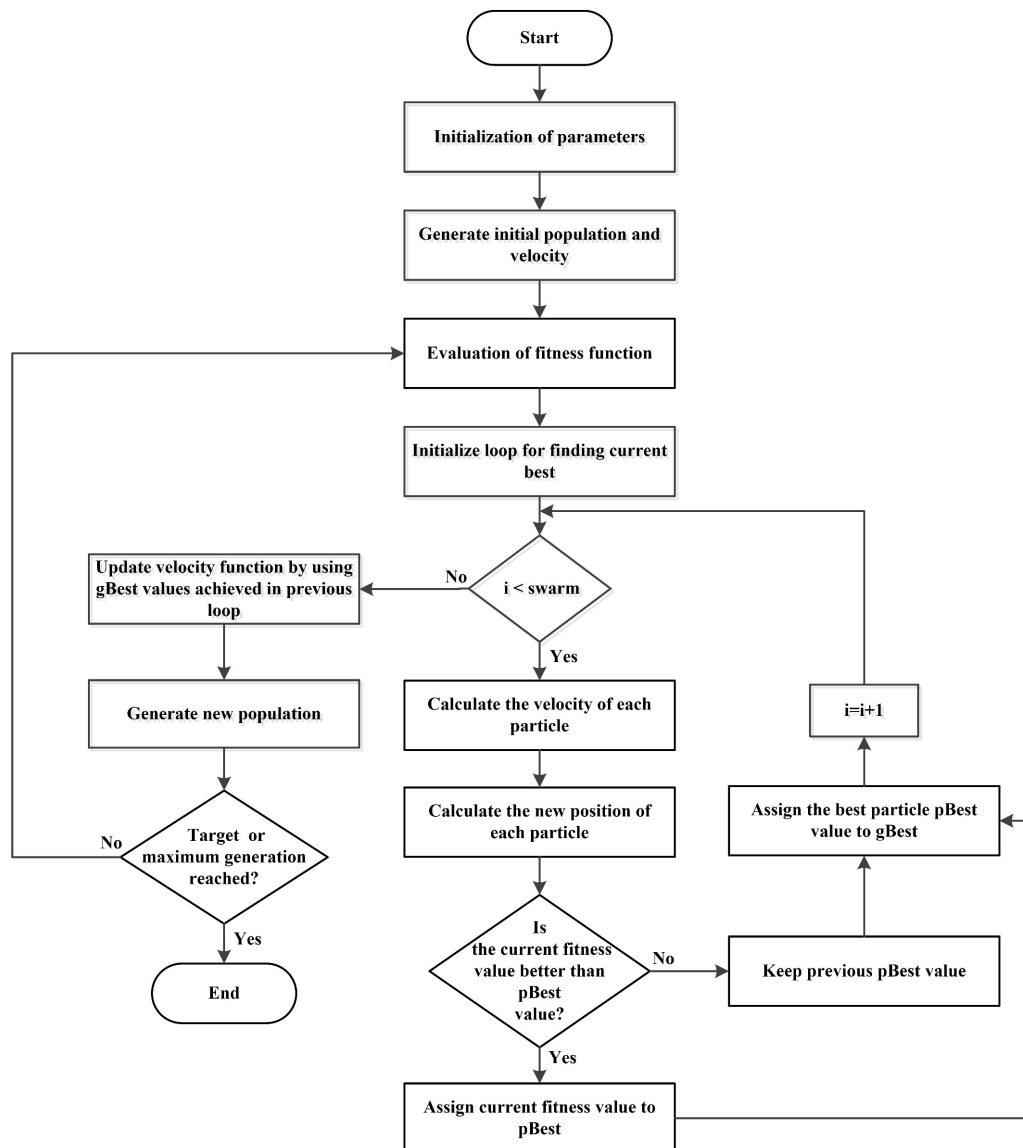 Start
Initialization of parameters
Generate initial population and
velocity
Evaluation of fitness function
Initialize loop for finding current
best
Update velocity function by using
gBest values achieved in previous
loop
No
i < swarm
Yes
Generate new population
Calculate the velocity of each
particle
i=i+1
Calculate the new position of
each particle
Assign the best particle pBest
value to gBest
No
Target or
maximum generation
reached?
Yes
End
Is
the current fitness
value better than
pBest
value?
No
Keep previous pBest value
Yes
Assign current fitness value to
pBest